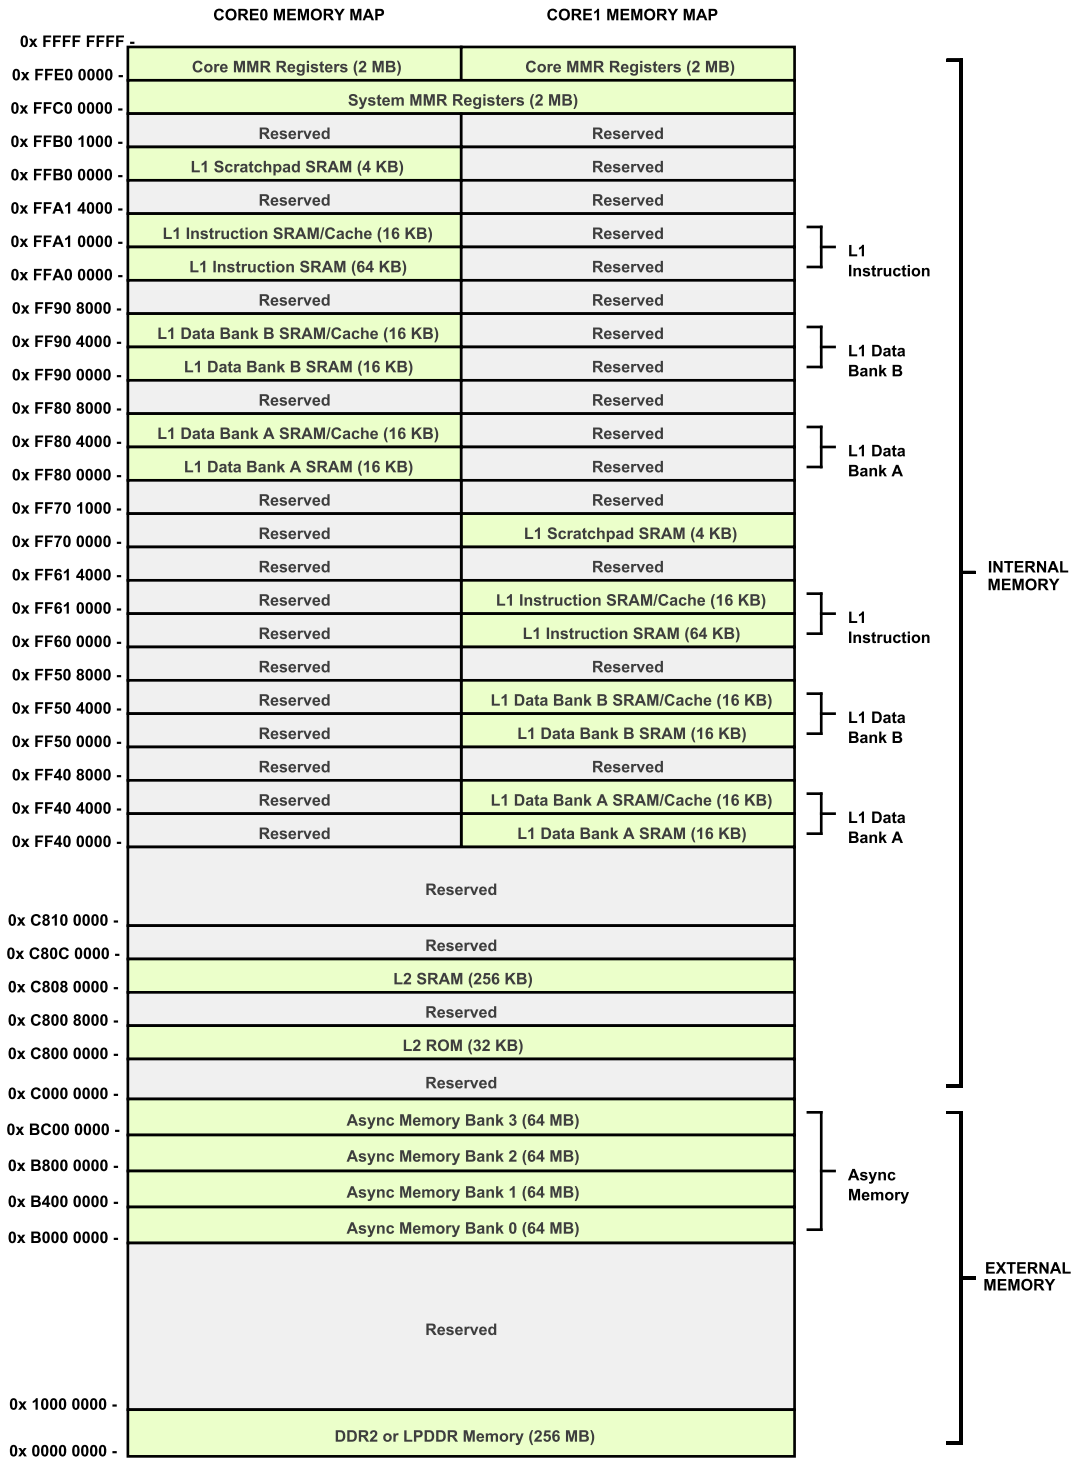 CORE0 MEMORY MAP CORE1 MEMORY MAP
0x FFFF FFFF -
Core MMR Registers (2 MB) Core MMR Registers (2 MB)
0x FFE0 0000 -
System MMR Registers (2 MB)
0x FFC0 0000 -
Reserved Reserved
0x FFB0 1000 -
L1 Scratchpad SRAM (4 KB) Reserved
0x FFB0 0000 -
Reserved Reserved
0x FFA1 4000 -
L1 Instruction SRAM/Cache (16 KB) Reserved
0x FFA1 0000 -
L1
Instruction
L1 Instruction SRAM (64 KB) Reserved
0x FFA0 0000 -
Reserved Reserved
0x FF90 8000 -
L1 Data Bank B SRAM/Cache (16 KB) Reserved
0x FF90 4000 -
L1 Data
Bank B
L1 Data Bank B SRAM (16 KB) Reserved
0x FF90 0000 -
Reserved Reserved
0x FF80 8000 -
L1 Data Bank A SRAM/Cache (16 KB) Reserved
0x FF80 4000 -
L1 Data
Bank A
L1 Data Bank A SRAM (16 KB) Reserved
0x FF80 0000 -
Reserved Reserved
0x FF70 1000 -
Reserved L1 Scratchpad SRAM (4 KB)
0x FF70 0000 -
Reserved Reserved
0x FF61 4000 -
INTERNAL
MEMORY
Reserved L1 Instruction SRAM/Cache (16 KB)
0x FF61 0000 -
L1
Instruction
Reserved L1 Instruction SRAM (64 KB)
0x FF60 0000 -
Reserved Reserved
0x FF50 8000 -
Reserved L1 Data Bank B SRAM/Cache (16 KB)
0x FF50 4000 -
L1 Data
Bank B
Reserved L1 Data Bank B SRAM (16 KB)
0x FF50 0000 -
Reserved Reserved
0x FF40 8000 -
Reserved L1 Data Bank A SRAM/Cache (16 KB)
0x FF40 4000 -
L1 Data
Bank A
Reserved L1 Data Bank A SRAM (16 KB)
0x FF40 0000 -
Reserved
0x C810 0000 -
Reserved
0x C80C 0000 -
L2 SRAM (256 KB)
0x C808 0000 -
Reserved
0x C800 8000 -
L2 ROM (32 KB)
0x C800 0000 -
Reserved
0x C000 0000 -
Async Memory Bank 3 (64 MB)
0x BC00 0000 -
Async Memory Bank 2 (64 MB)
0x B800 0000 -
Async
Memory
Async Memory Bank 1 (64 MB)
0x B400 0000 -
Async Memory Bank 0 (64 MB)
0x B000 0000 -
EXTERNAL
MEMORY
Reserved
0x 1000 0000 -
DDR2 or LPDDR Memory (256 MB)
0x 0000 0000 -